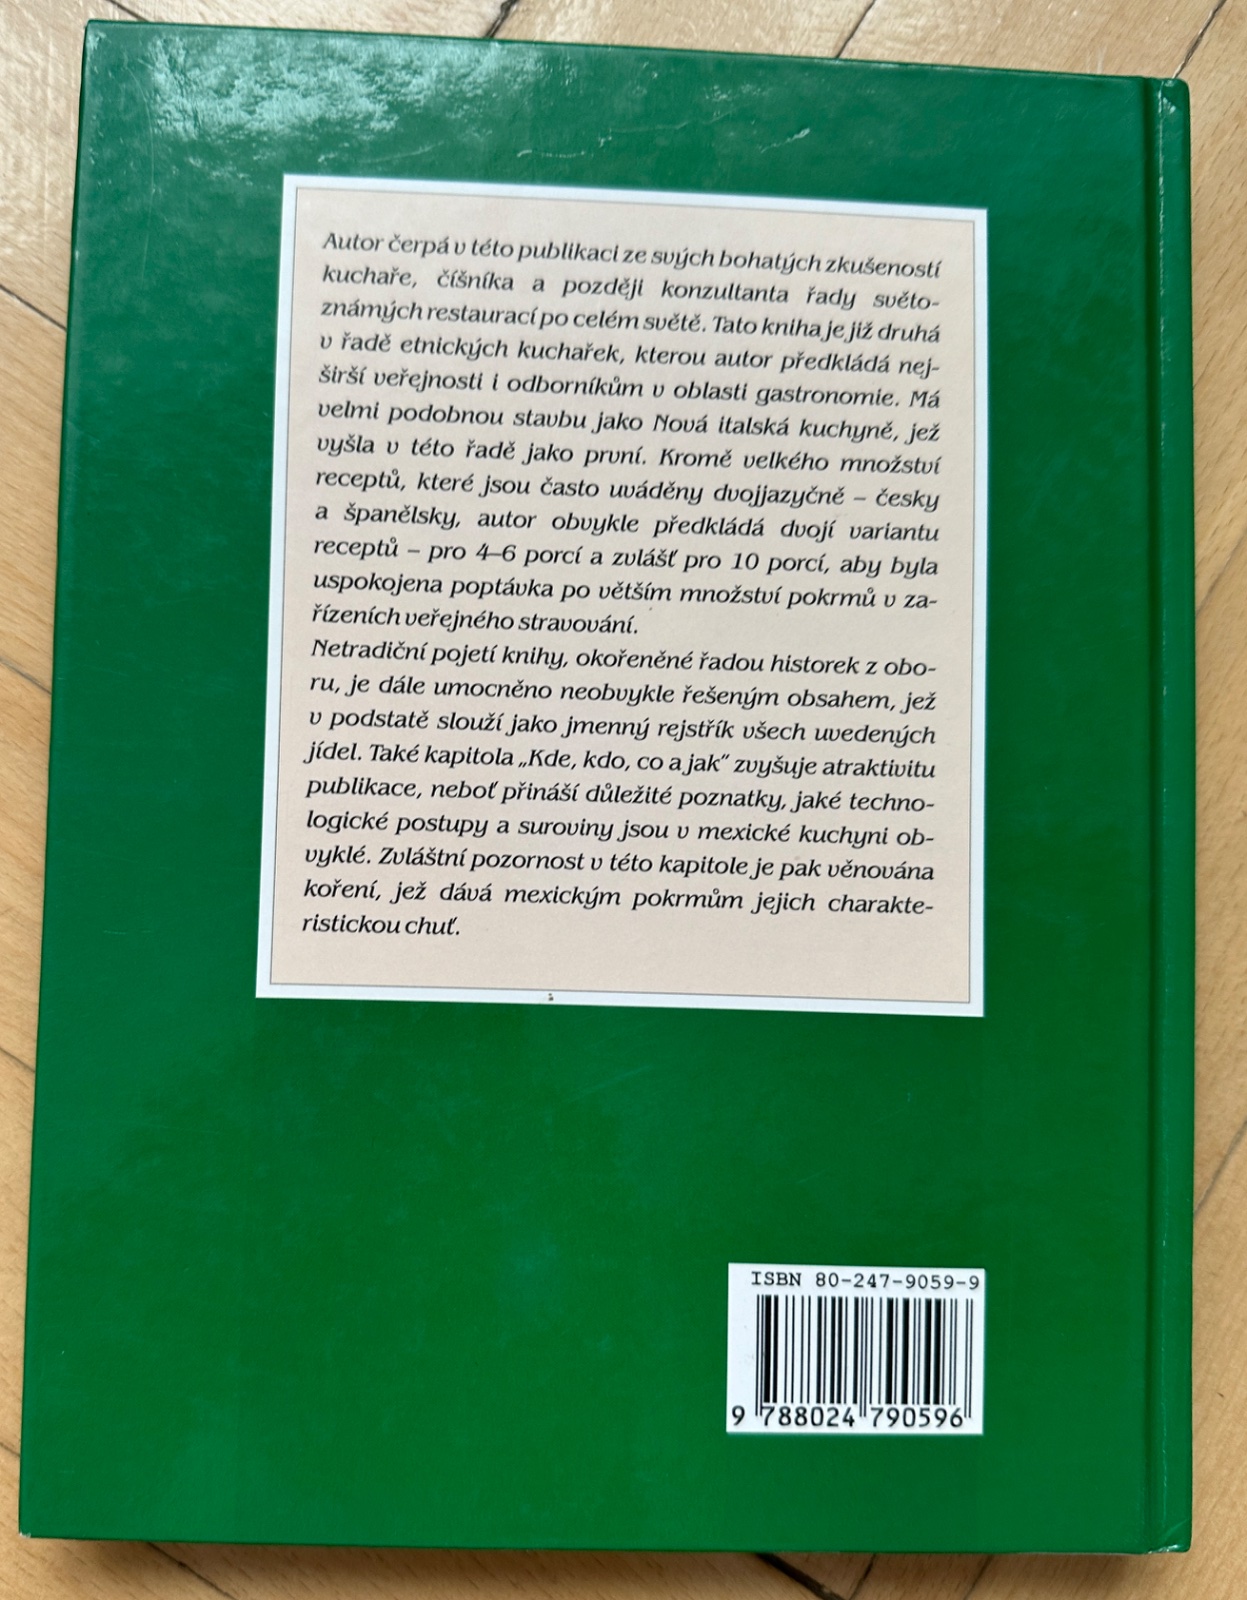 Autor čerpá v této publikaci ze svých bohatých zkušeností
kuchaře, číšníka a později konzultanta řady světo-
známých restaurací po celém světě. Tato kniha je již druhá
v řadě etnických kuchařek, kterou autor předkládá nej-
širší veřejnosti i odborníkům v oblasti gastronomie. Má
velmi podobnou stavbu jako Nová italská kuchyně, jež
vyšla v této řadě jako první. Kromě velkého množství
receptů, které jsou často uváděny dvojjazyčně – česky
a španělsky, autor obvykle předkládá dvojí variantu
receptů – pro 4–6 porcí a zvlášť pro 10 porcí, aby byla
uspokojena poptávka po větším množství pokrmů v za-
řízeních veřejného stravování.
Netradiční pojetí knihy, okořeněné řadou historek z obo-
ru, je dále umocněno neobvykle řešeným obsahem, jež
v podstatě slouží jako jmenný rejstřík všech uvedených
jídel. Také kapitola „Kde, kdo, co a jak" zvyšuje atraktivitu
publikace, neboť přináší důležité poznatky, jaké techno-
logické postupy a suroviny jsou v mexické kuchyni ob-
vyklé. Zvláštní pozornost v této kapitole je pak věnována
koření, jež dává mexickým pokrmům jejich charakte-
ristickou chuť.
ISBN 80-247-9059-9
9 788024 790596